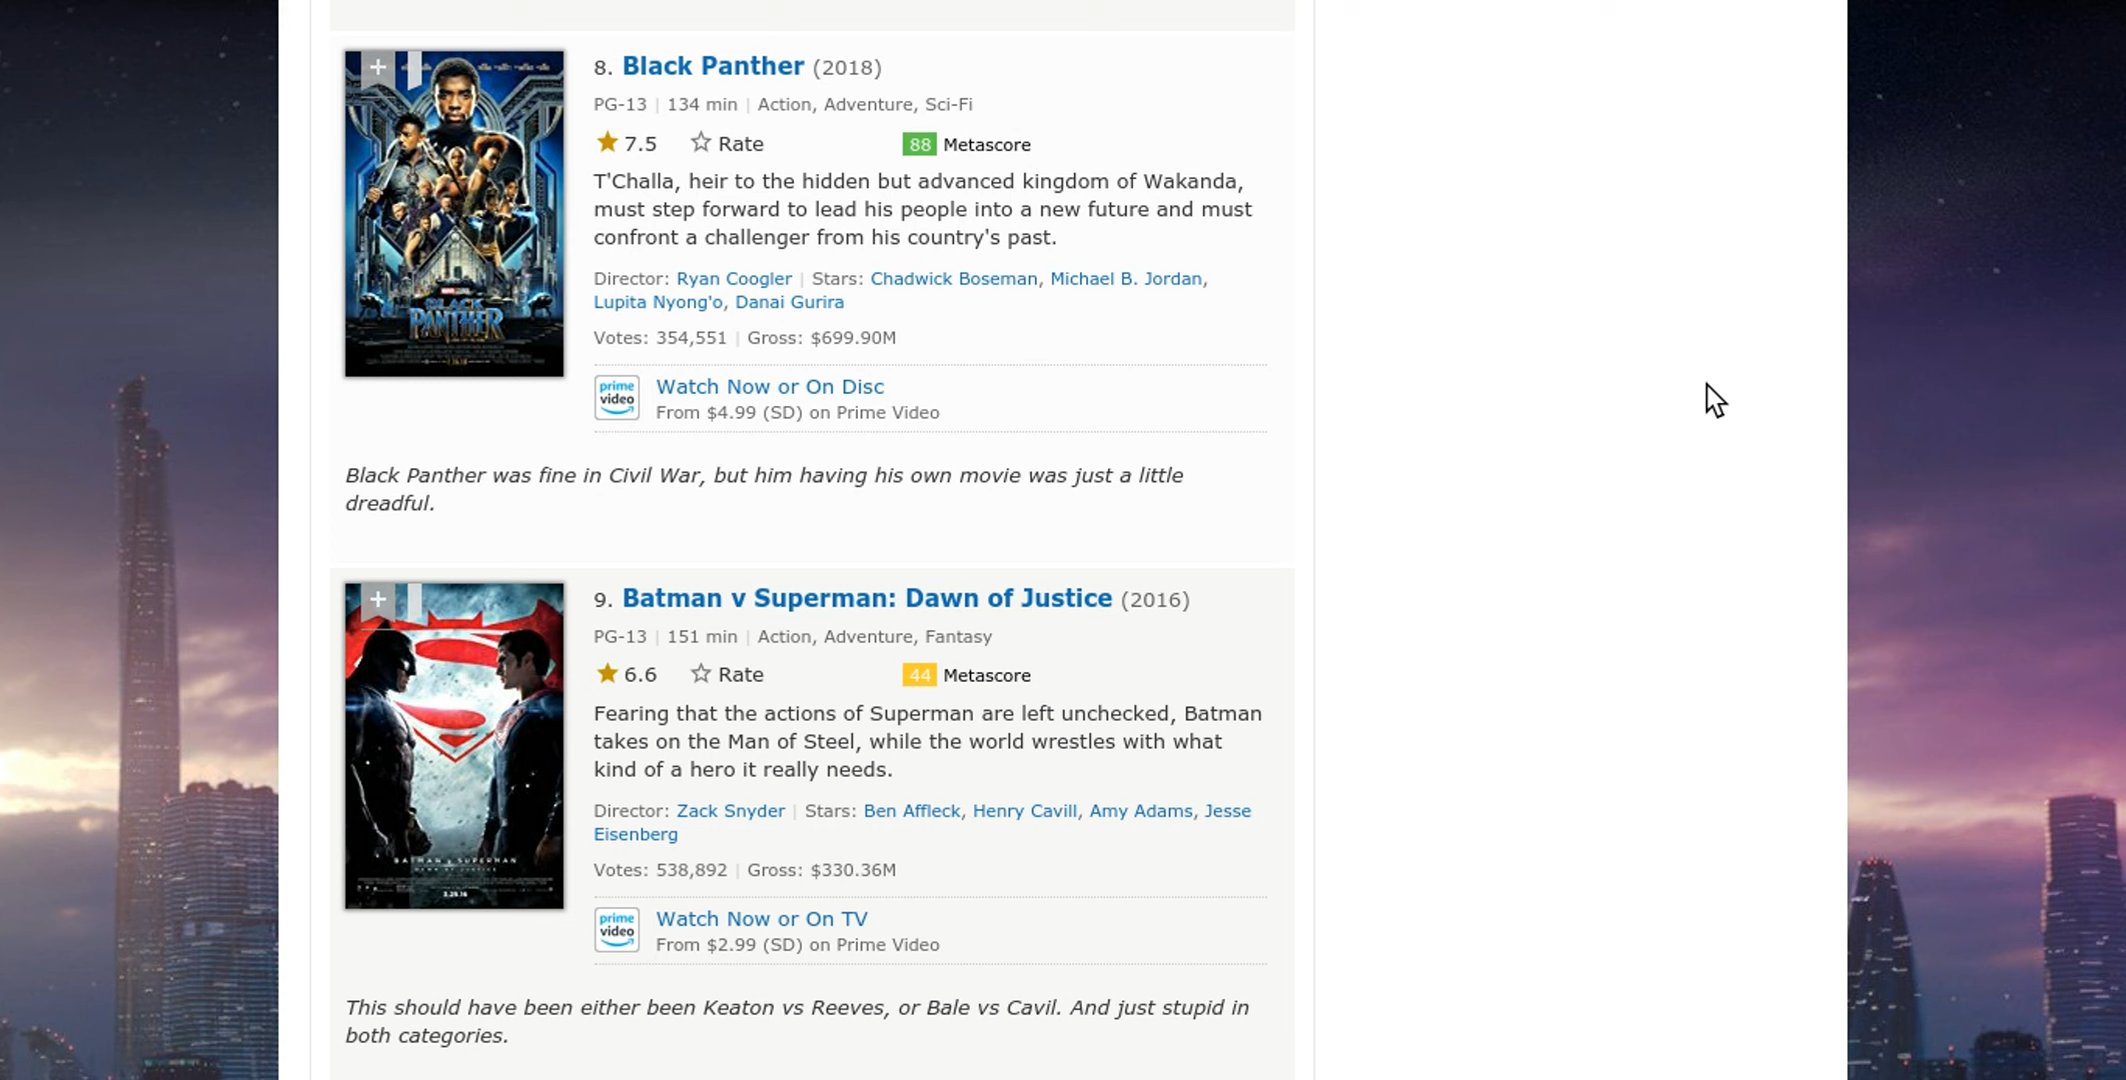 8. Black Panther (2018)
PG-13 | 134 min | Action, Adventure, Sci-Fi
7.5 Rate 88 Metascore
T'Challa, heir to the hidden but advanced kingdom of Wakanda,
must step forward to lead his people into a new future and must
confront a challenger from his country's past.
Director: Ryan Coogler | Stars: Chadwick Boseman, Michael B. Jordan,
Lupita Nyong'o, Danai Gurira
Votes: 354,551 | Gross: $699.90M
prime
video
Watch Now or On Disc
From $4.99 (SD) on Prime Video
BLACK
PANTHER
Black Panther was fine in Civil War, but him having his own movie was just a little
dreadful.
9. Batman v Superman: Dawn of Justice (2016)
PG-13 | 151 min | Action, Adventure, Fantasy
6.6 Rate 44 Metascore
Fearing that the actions of Superman are left unchecked, Batman
takes on the Man of Steel, while the world wrestles with what
kind of a hero it really needs.
Director: Zack Snyder | Stars: Ben Affleck, Henry Cavill, Amy Adams, Jesse
Eisenberg
Votes: 538,892 | Gross: $330.36M
prime
video
Watch Now or On TV
From $2.99 (SD) on Prime Video
BATMAN v SUPERMAN
DAWN OF JUSTICE
This should have been either been Keaton vs Reeves, or Bale vs Cavil. And just stupid in
both categories.